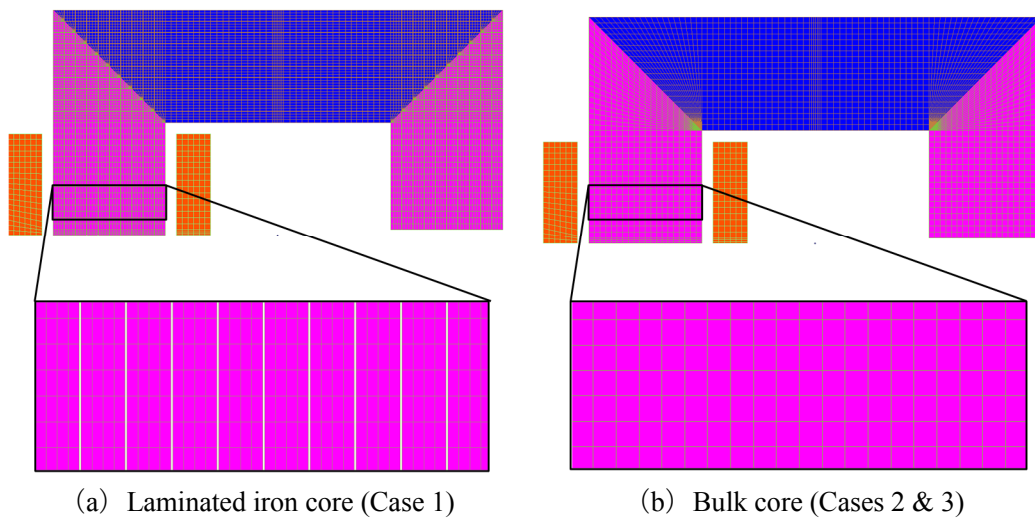 (a) Laminated iron core (Case 1)
(b) Bulk core (Cases 2 & 3)